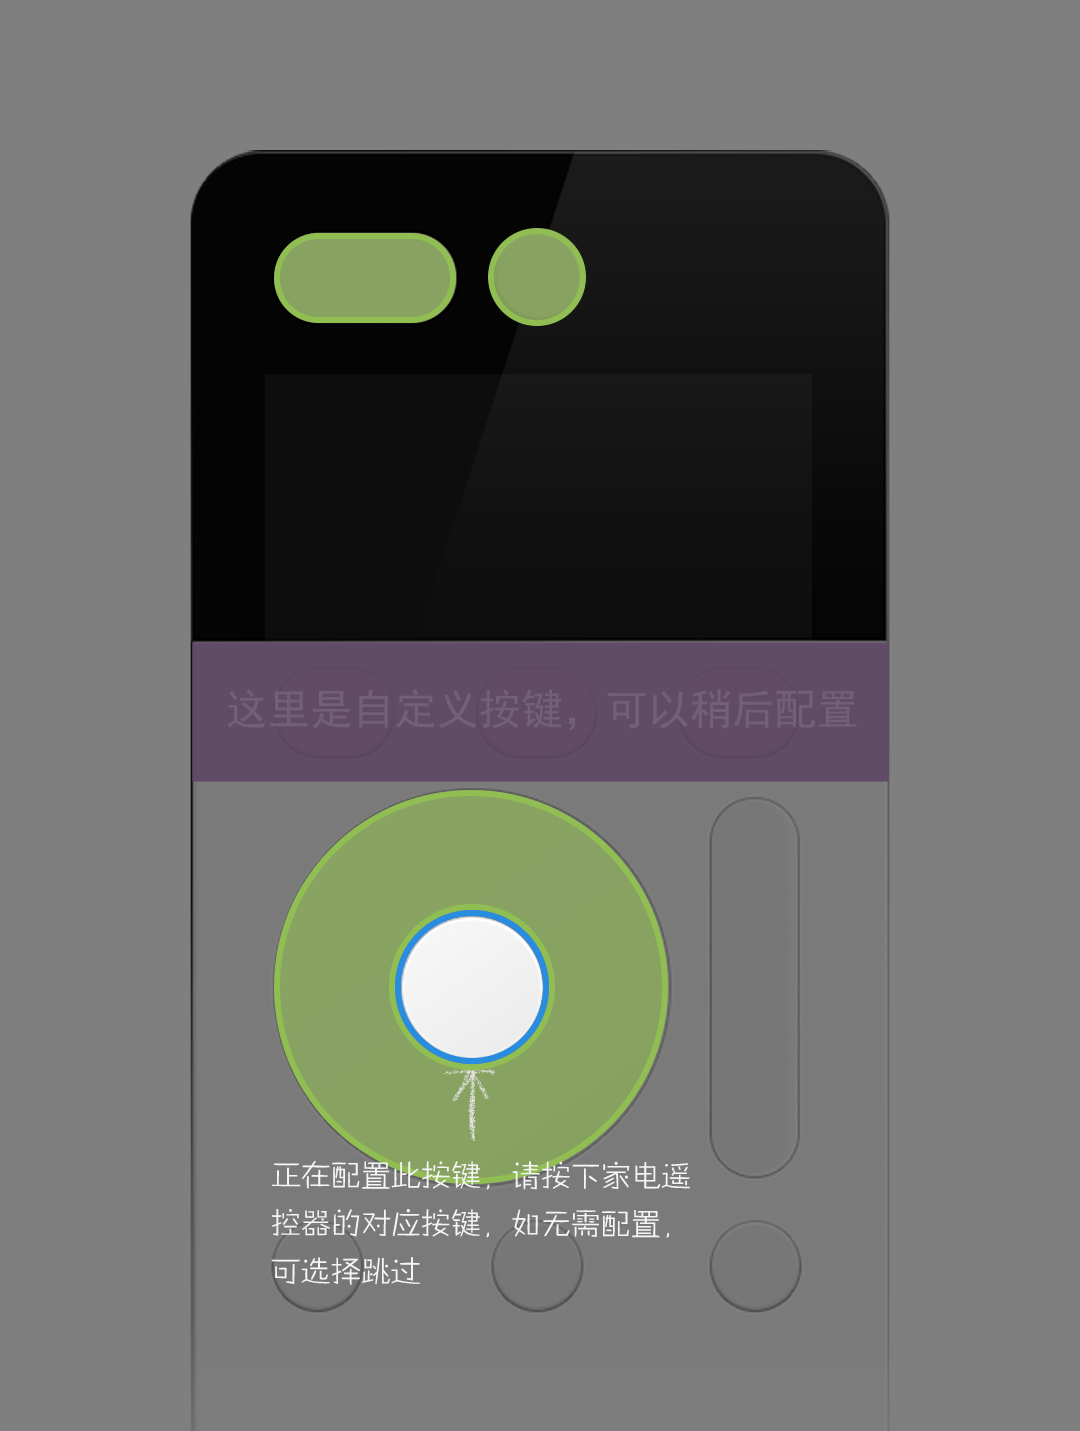 这里是自定义按键，可以稍后配置
正在配置此按键，请按下家电遥
控器的对应按键，如无需配置，
可选择跳过